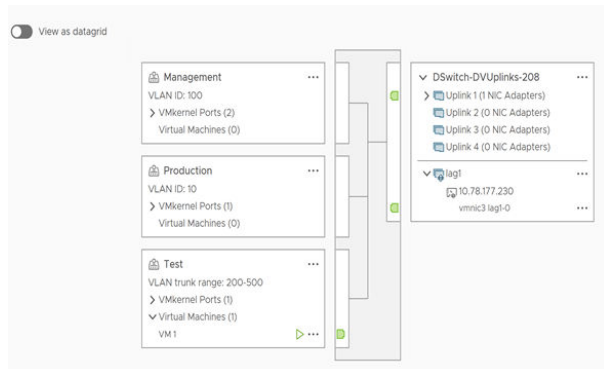 View as datagrid
Management
VLAN ID: 100
VMkernel Ports (2)
Virtual Machines (0)
Production
VLAN ID: 10
VMkernel Ports (1)
Virtual Machines (0)
Test
VLAN trunk range: 200-500
VMkernel Ports (1)
Virtual Machines (1)
VM 1
DSwitch-DVUplinks-208
Uplink 1 (1 NIC Adapters)
Uplink 2 (0 NIC Adapters)
Uplink 3 (0 NIC Adapters)
Uplink 4 (0 NIC Adapters)
lag1
10.78.177.230
vmnic3 lag1-0